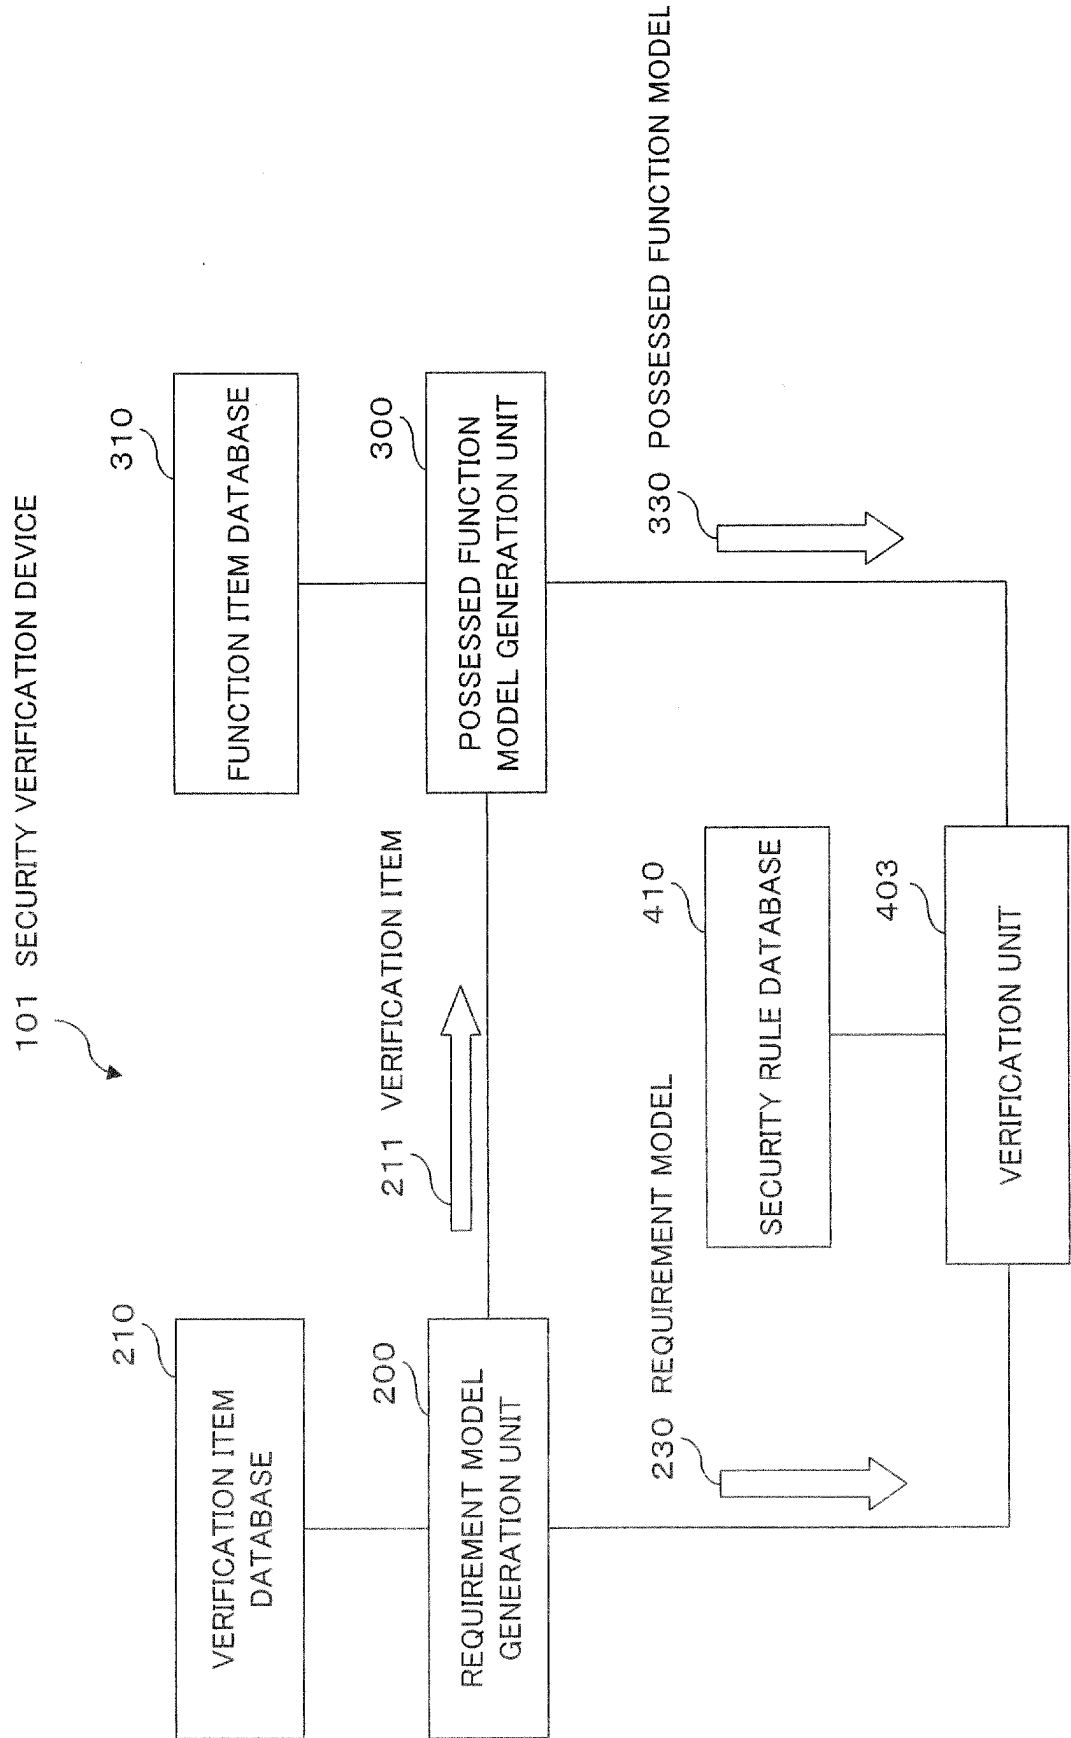 101 SECURITY VERIFICATION DEVICE
210
VERIFICATION ITEM
DATABASE
310
FUNCTION ITEM DATABASE
200
REQUIREMENT MODEL
GENERATION UNIT
211 VERIFICATION ITEM
300
POSSESSED FUNCTION
MODEL GENERATION UNIT
230 REQUIREMENT MODEL
330 POSSESSED FUNCTION MODEL
410
SECURITY RULE DATABASE
403
VERIFICATION UNIT